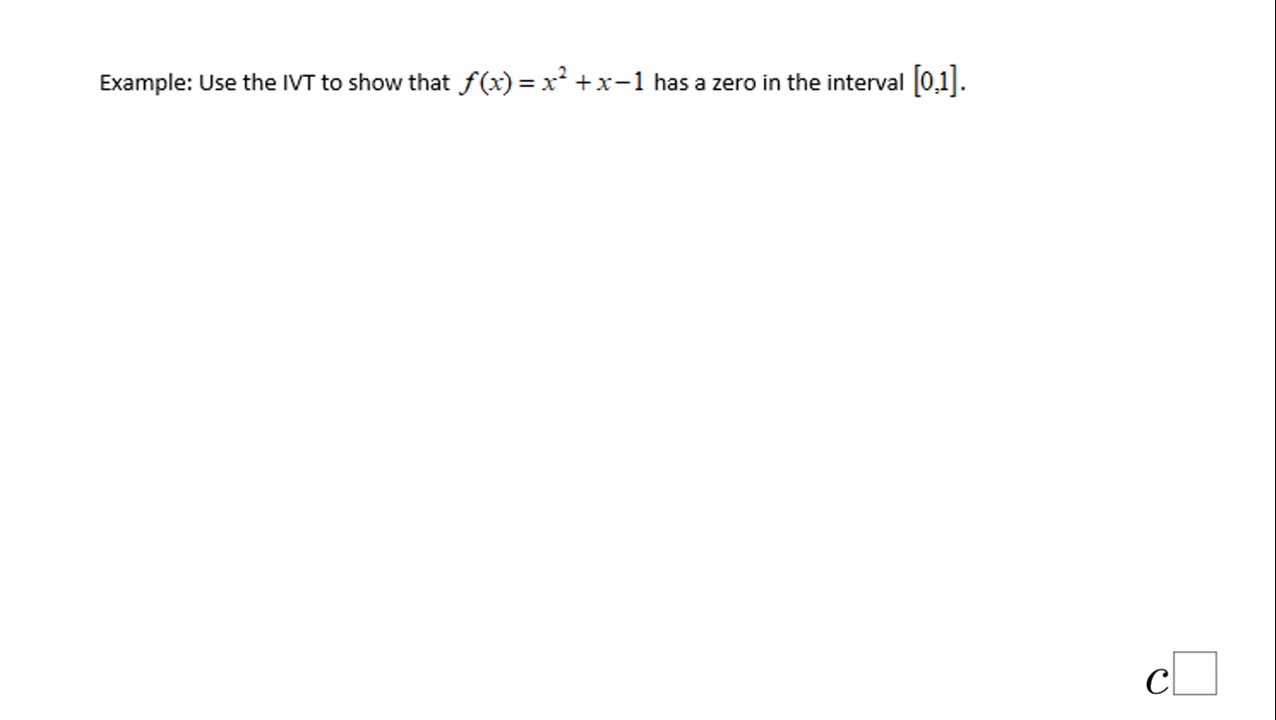 Example: Use the IVT to show that f(x) = x² + x − 1 has a zero in the interval [0,1].
c